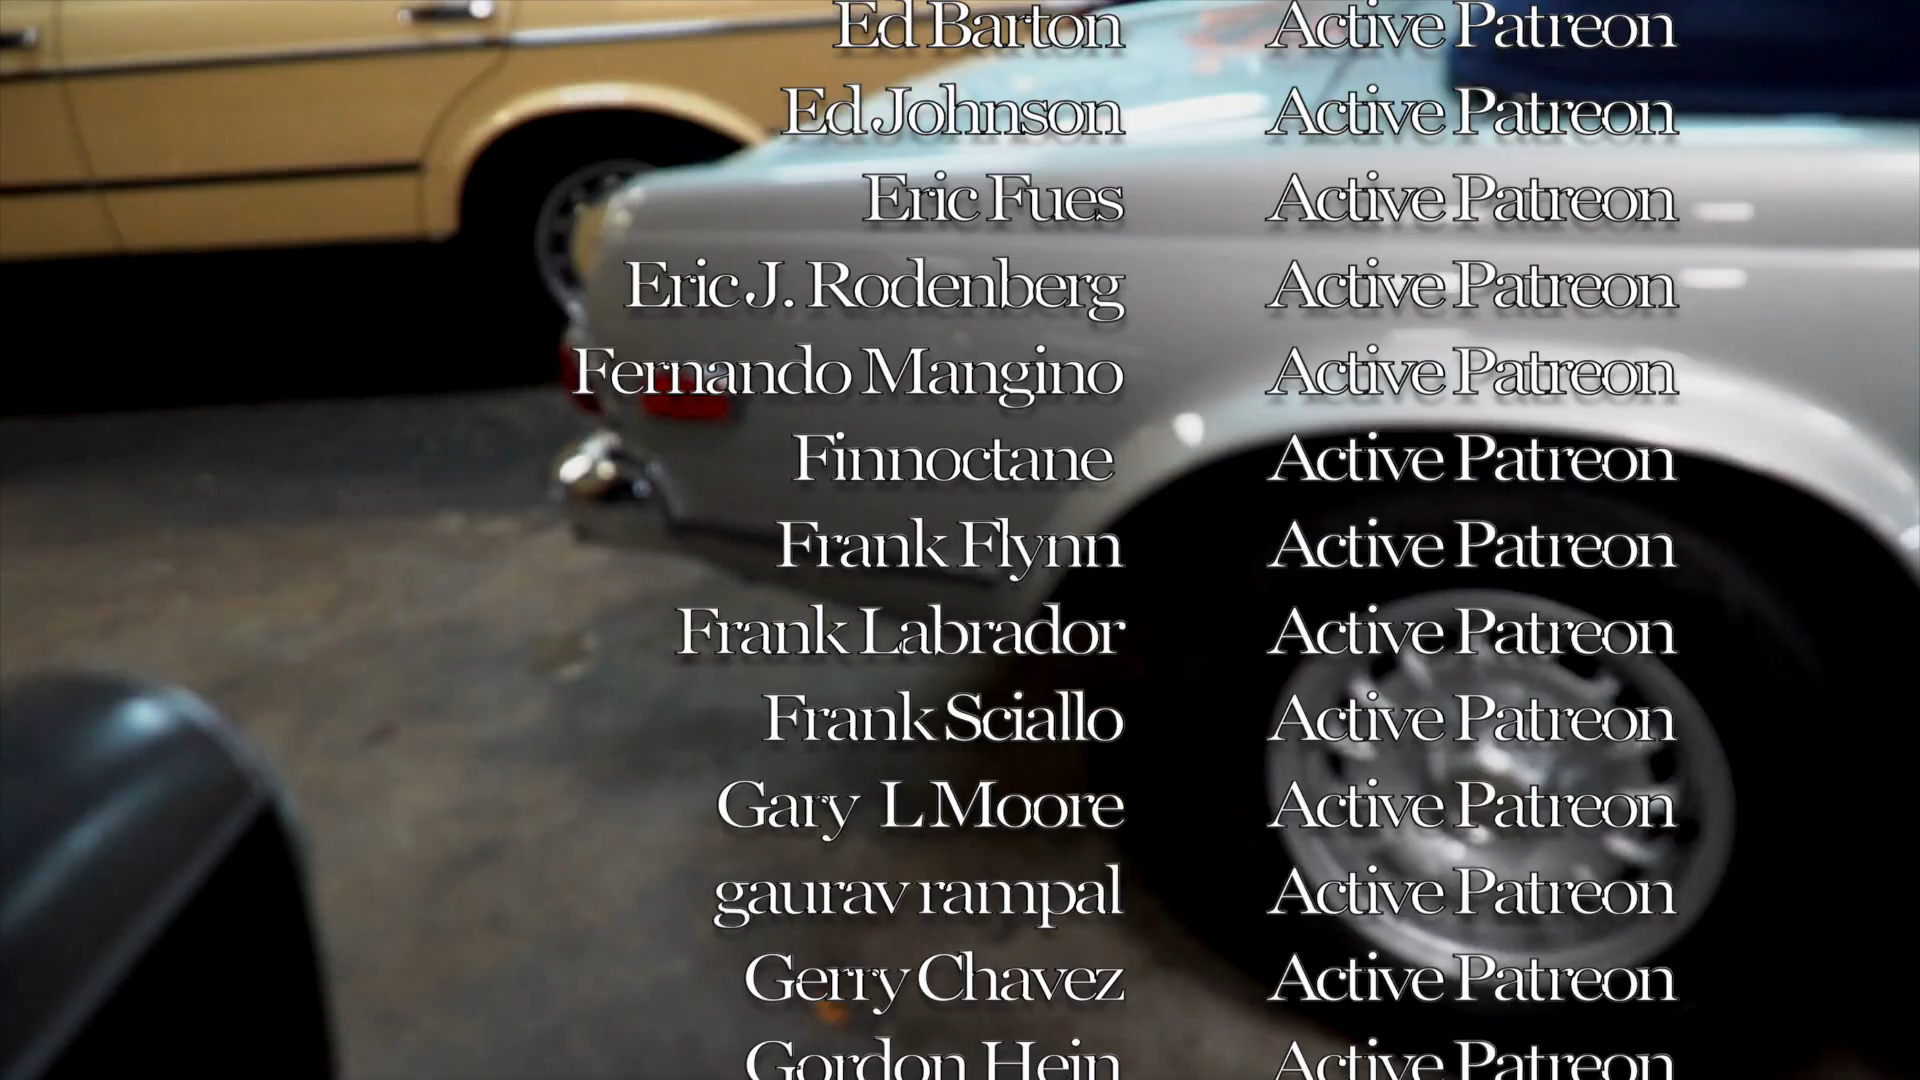 Ed Barton Active Patreon
Ed Johnson Active Patreon
Eric Fues Active Patreon
Eric J. Rodenberg Active Patreon
Fernando Mangino Active Patreon
Finnoctane Active Patreon
Frank Flynn Active Patreon
Frank Labrador Active Patreon
Frank Sciallo Active Patreon
Gary L Moore Active Patreon
gaurav rampal Active Patreon
Gerry Chavez Active Patreon
Gordon Hein Active Patreon